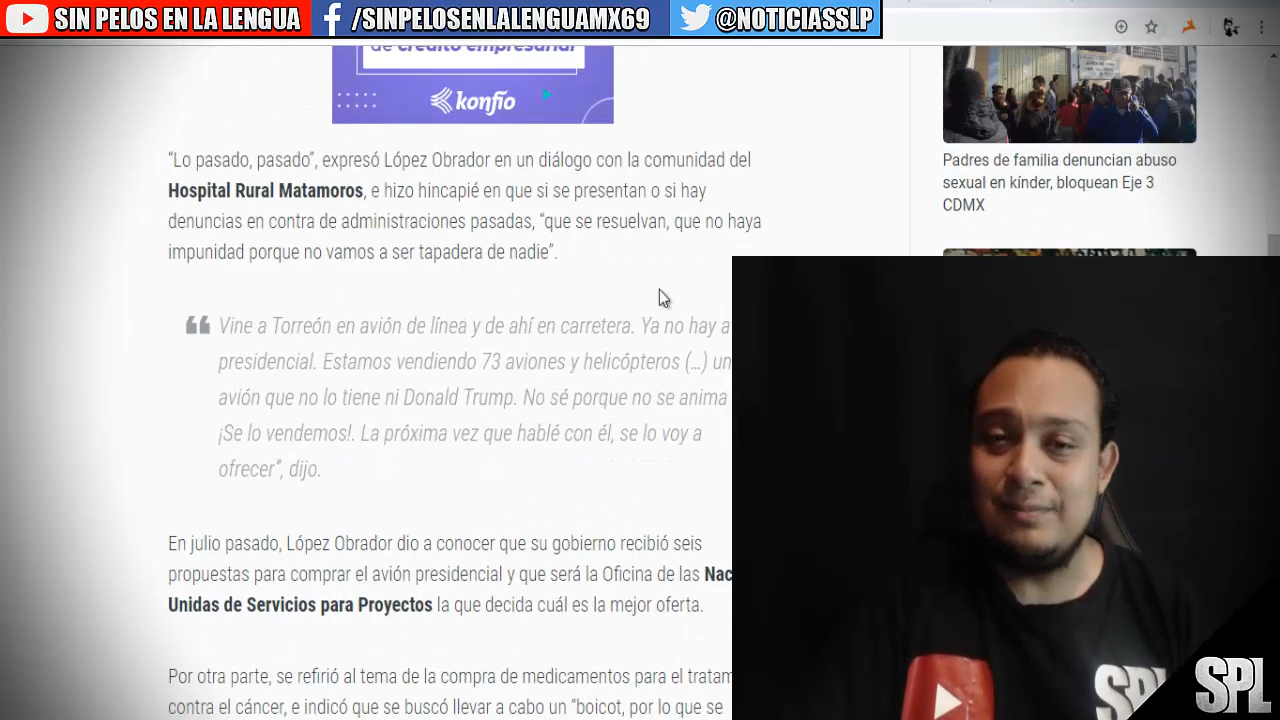 SIN PELOS EN LA LENGUA
/SINPELOSENLALENGUAMX69
@NOTICIASSLP
de crédito empresarial
konfío
“Lo pasado, pasado”, expresó López Obrador en un diálogo con la comunidad del
Hospital Rural Matamoros, e hizo hincapié en que si se presentan o si hay
denuncias en contra de administraciones pasadas, “que se resuelvan, que no haya
impunidad porque no vamos a ser tapadera de nadie”.
Vine a Torreón en avión de línea y de ahí en carretera. Ya no hay a
presidencial. Estamos vendiendo 73 aviones y helicópteros (...) un
avión que no lo tiene ni Donald Trump. No sé porque no se anima
¡Se lo vendemos!. La próxima vez que hablé con él, se lo voy a
ofrecer”, dijo.
En julio pasado, López Obrador dio a conocer que su gobierno recibió seis
propuestas para comprar el avión presidencial y que será la Oficina de las Nac
Unidas de Servicios para Proyectos la que decida cuál es la mejor oferta.
Por otra parte, se refirió al tema de la compra de medicamentos para el tratam
contra el cáncer, e indicó que se buscó llevar a cabo un “boicot, por lo que se
Padres de familia denuncian abuso
sexual en kínder, bloquean Eje 3
CDMX
SPL
SPL